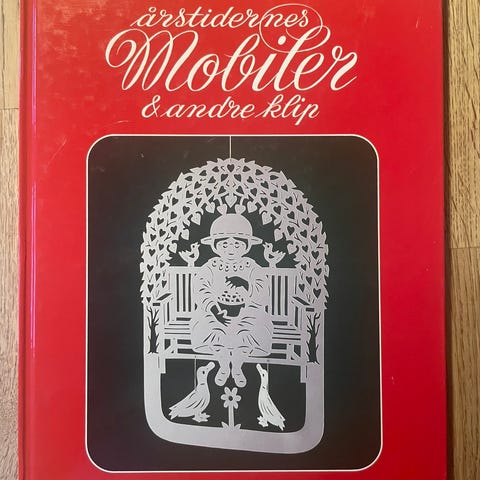 årstidernes
Mobiler
& andre klip